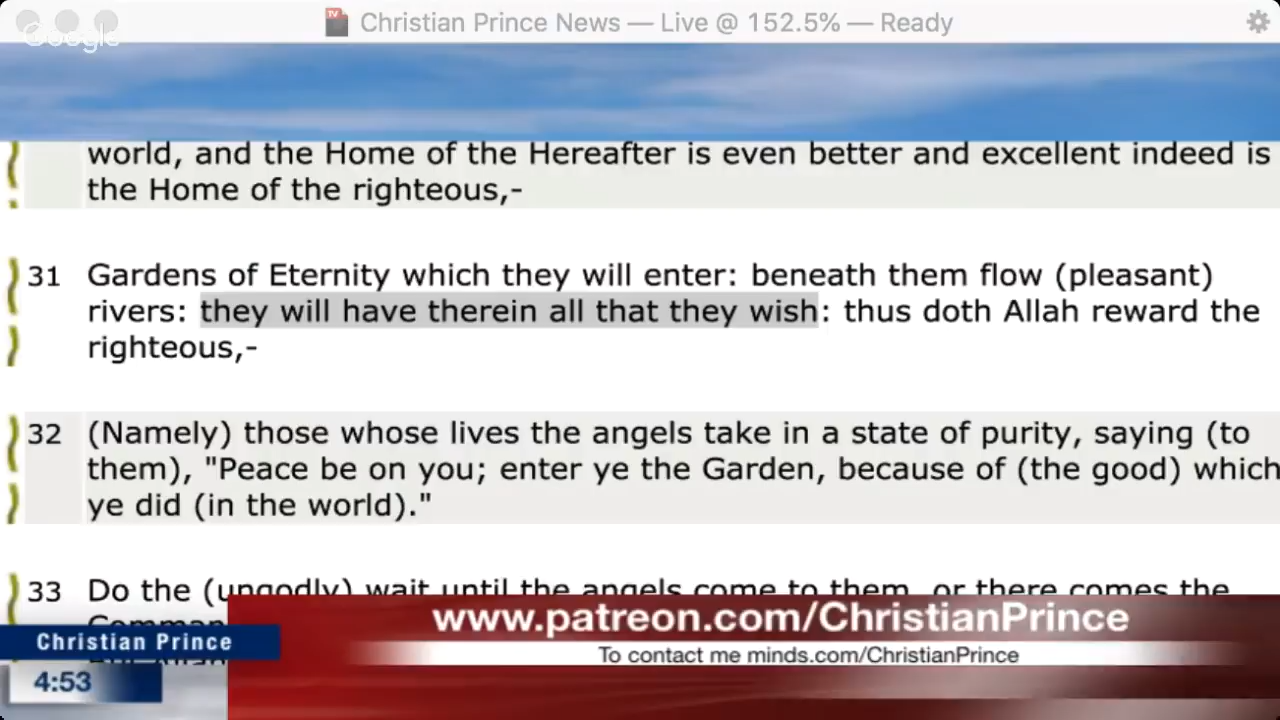 Google
Christian Prince News — Live @ 152.5% — Ready
TV
world, and the Home of the Hereafter is even better and excellent indeed is
the Home of the righteous,-
31 Gardens of Eternity which they will enter: beneath them flow (pleasant)
rivers: they will have therein all that they wish: thus doth Allah reward the
righteous,-
32 (Namely) those whose lives the angels take in a state of purity, saying (to
them), "Peace be on you; enter ye the Garden, because of (the good) which
ye did (in the world)."
33 Do the (ungodly) wait until the angels come to them, or there comes the
www.patreon.com/ChristianPrince
Christian Prince
To contact me minds.com/ChristianPrince
4:53